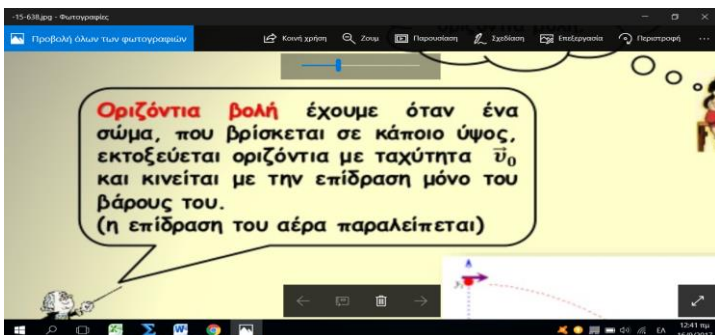 -15-638.jpg - Φωτογραφίες
Προβολή όλων των φωτογραφιών
Κοινή χρήση
Ζουμ
Παρουσίαση
Σχεδίαση
Επεξεργασία
Περιστροφή
Οριζόντια βολή έχουμε όταν ένα
σώμα, που βρίσκεται σε κάποιο ύψος,
εκτοξεύεται οριζόντια με ταχύτητα υ⃗₀
και κινείται με την επίδραση μόνο του
βάρους του.
(η επίδραση του αέρα παραλείπεται)
A
ΕΛ
12:41 πμ